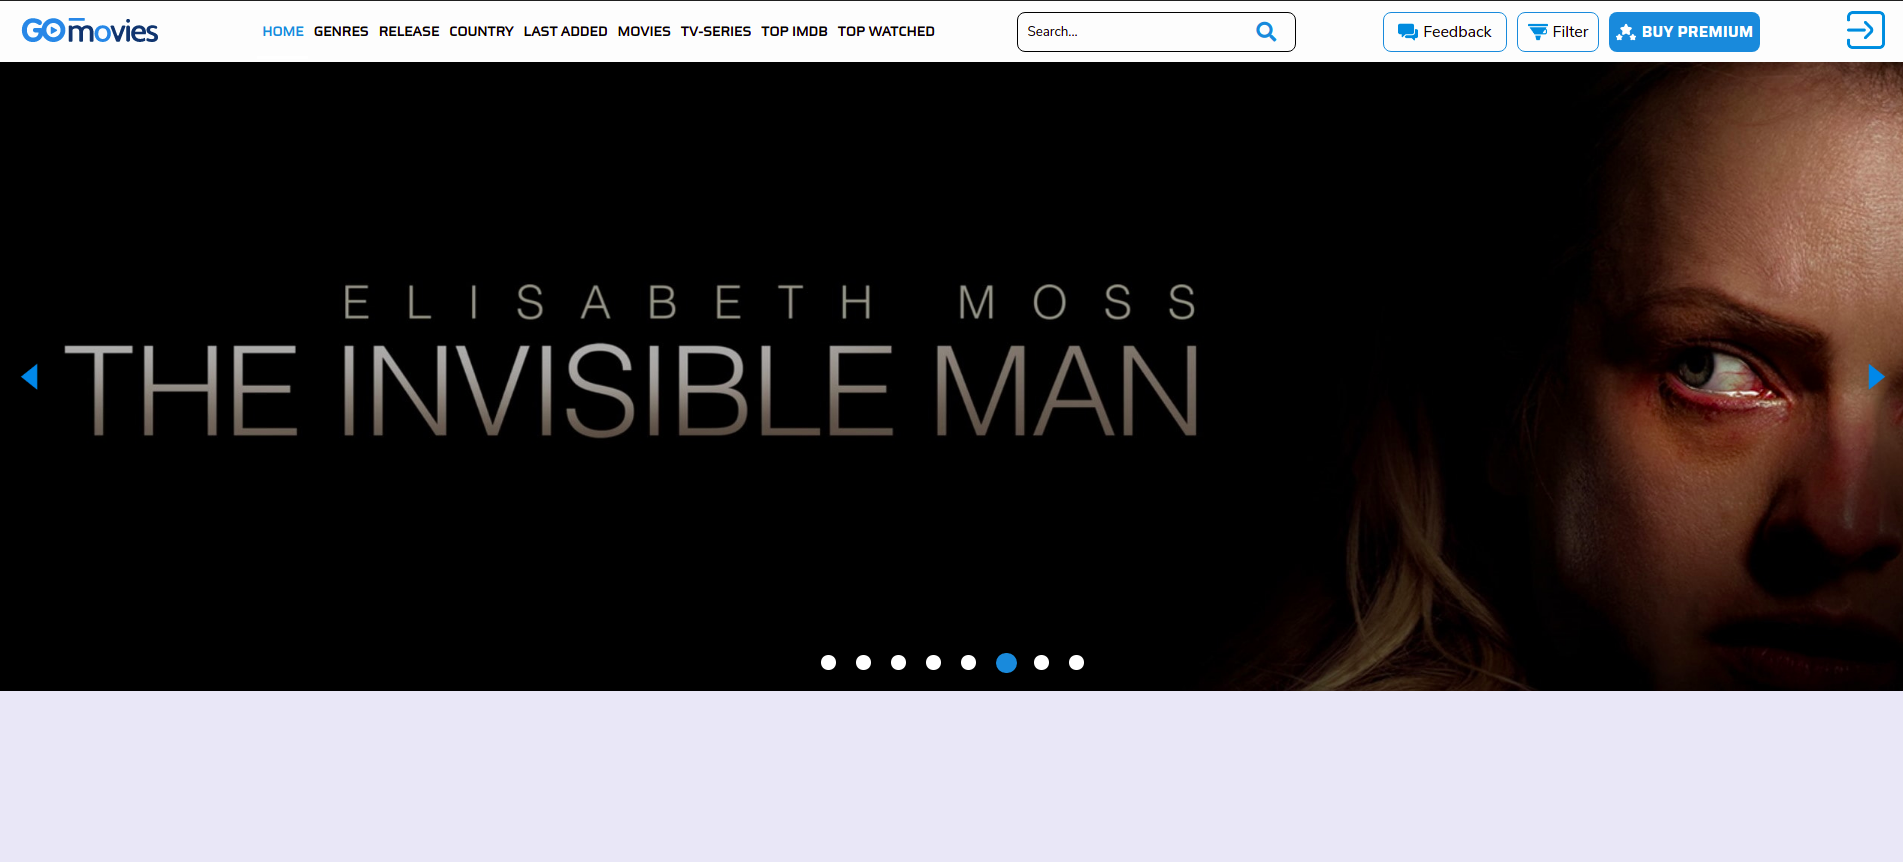 GOmovies
HOME GENRES RELEASE COUNTRY LAST ADDED MOVIES TV-SERIES TOP IMDB TOP WATCHED
Search...
Feedback
Filter
BUY PREMIUM
ELISABETH MOSS
THE INVISIBLE MAN